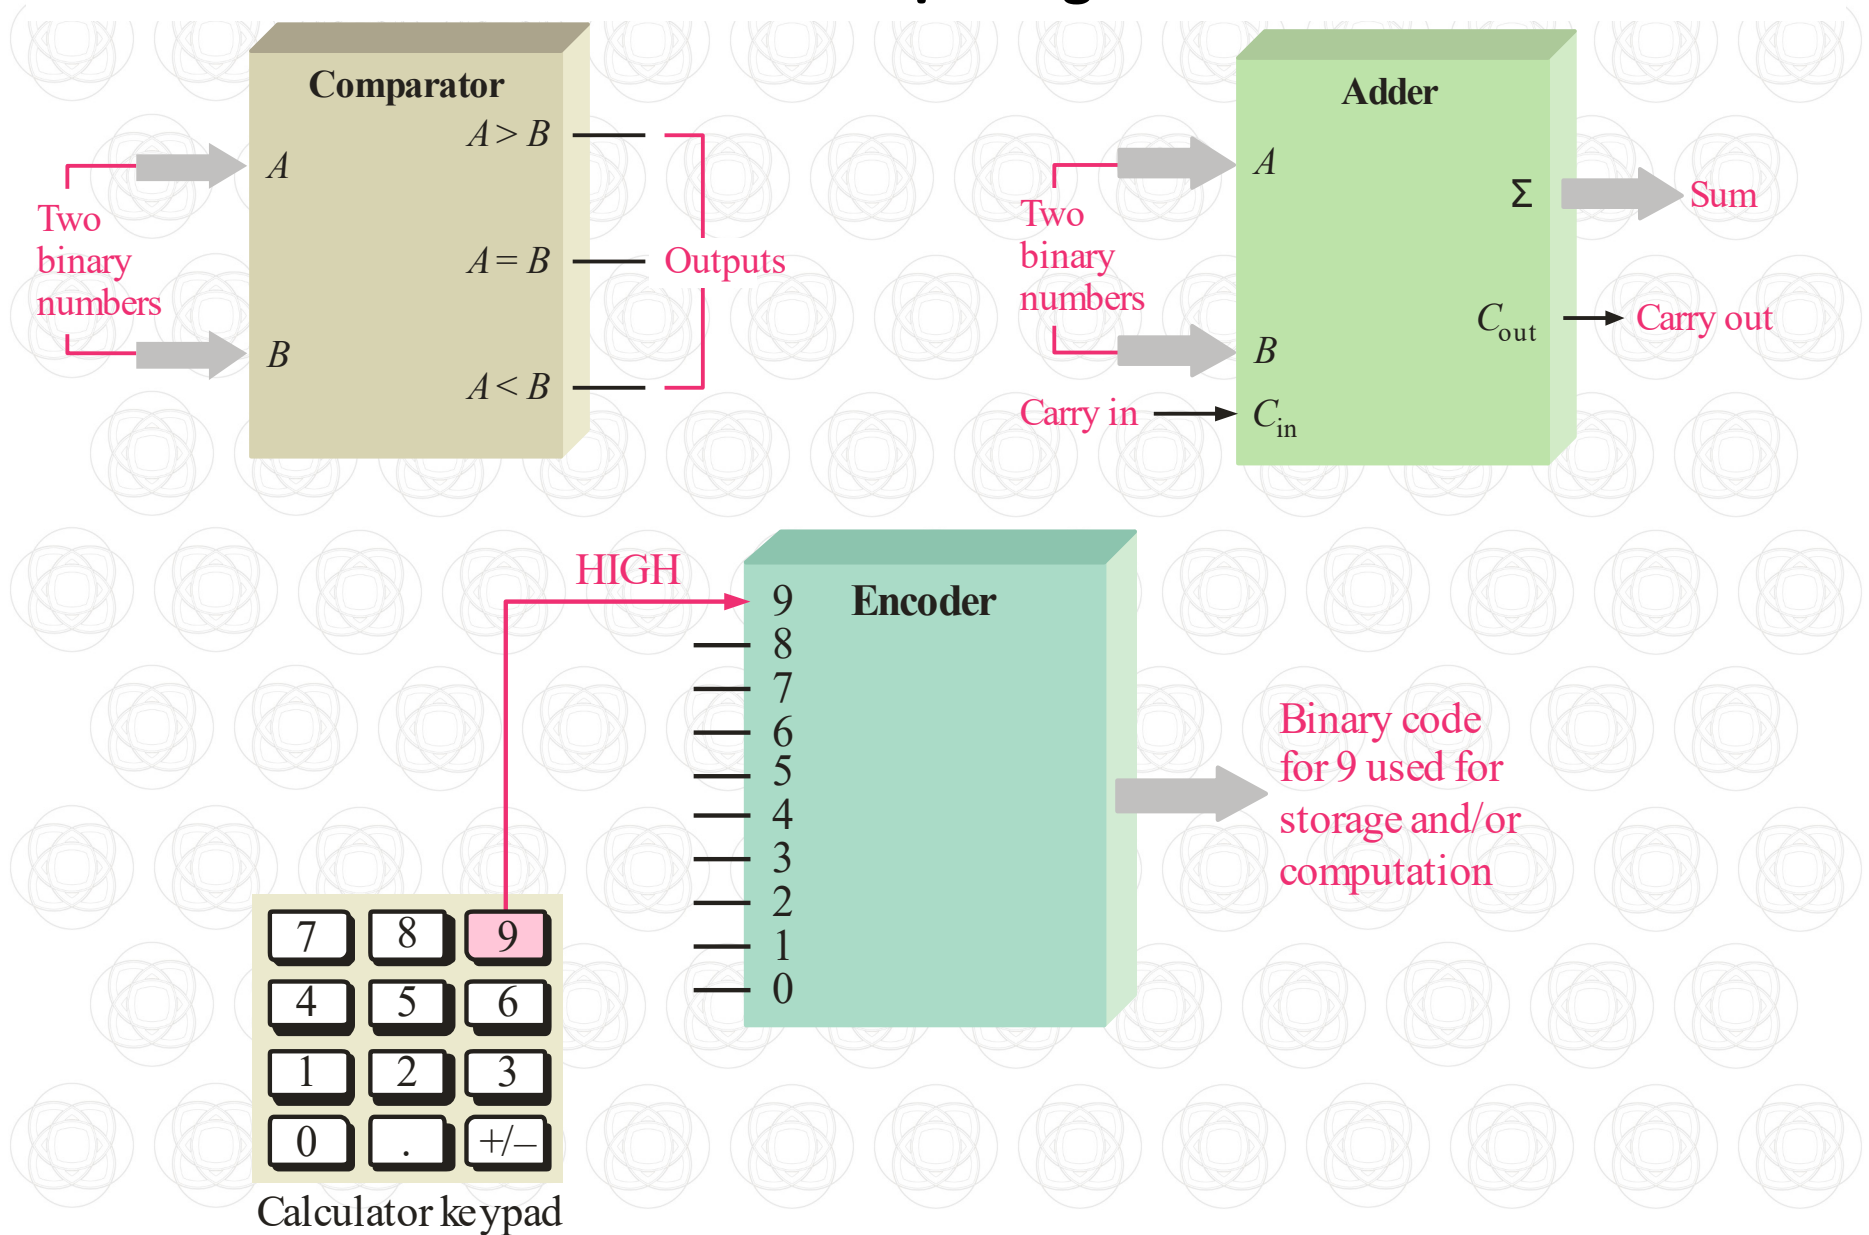 Comparator
A > B
A
Two
binary
numbers
A = B
Outputs
B
A < B
Adder
A
Σ
Sum
Two
binary
numbers
Cout
Carry out
B
Carry in
Cin
HIGH
Encoder
9
8
7
6
5
4
3
2
1
0
Binary code
for 9 used for
storage and/or
computation
7 8 9
4 5 6
1 2 3
0 . +/–
Calculator keypad